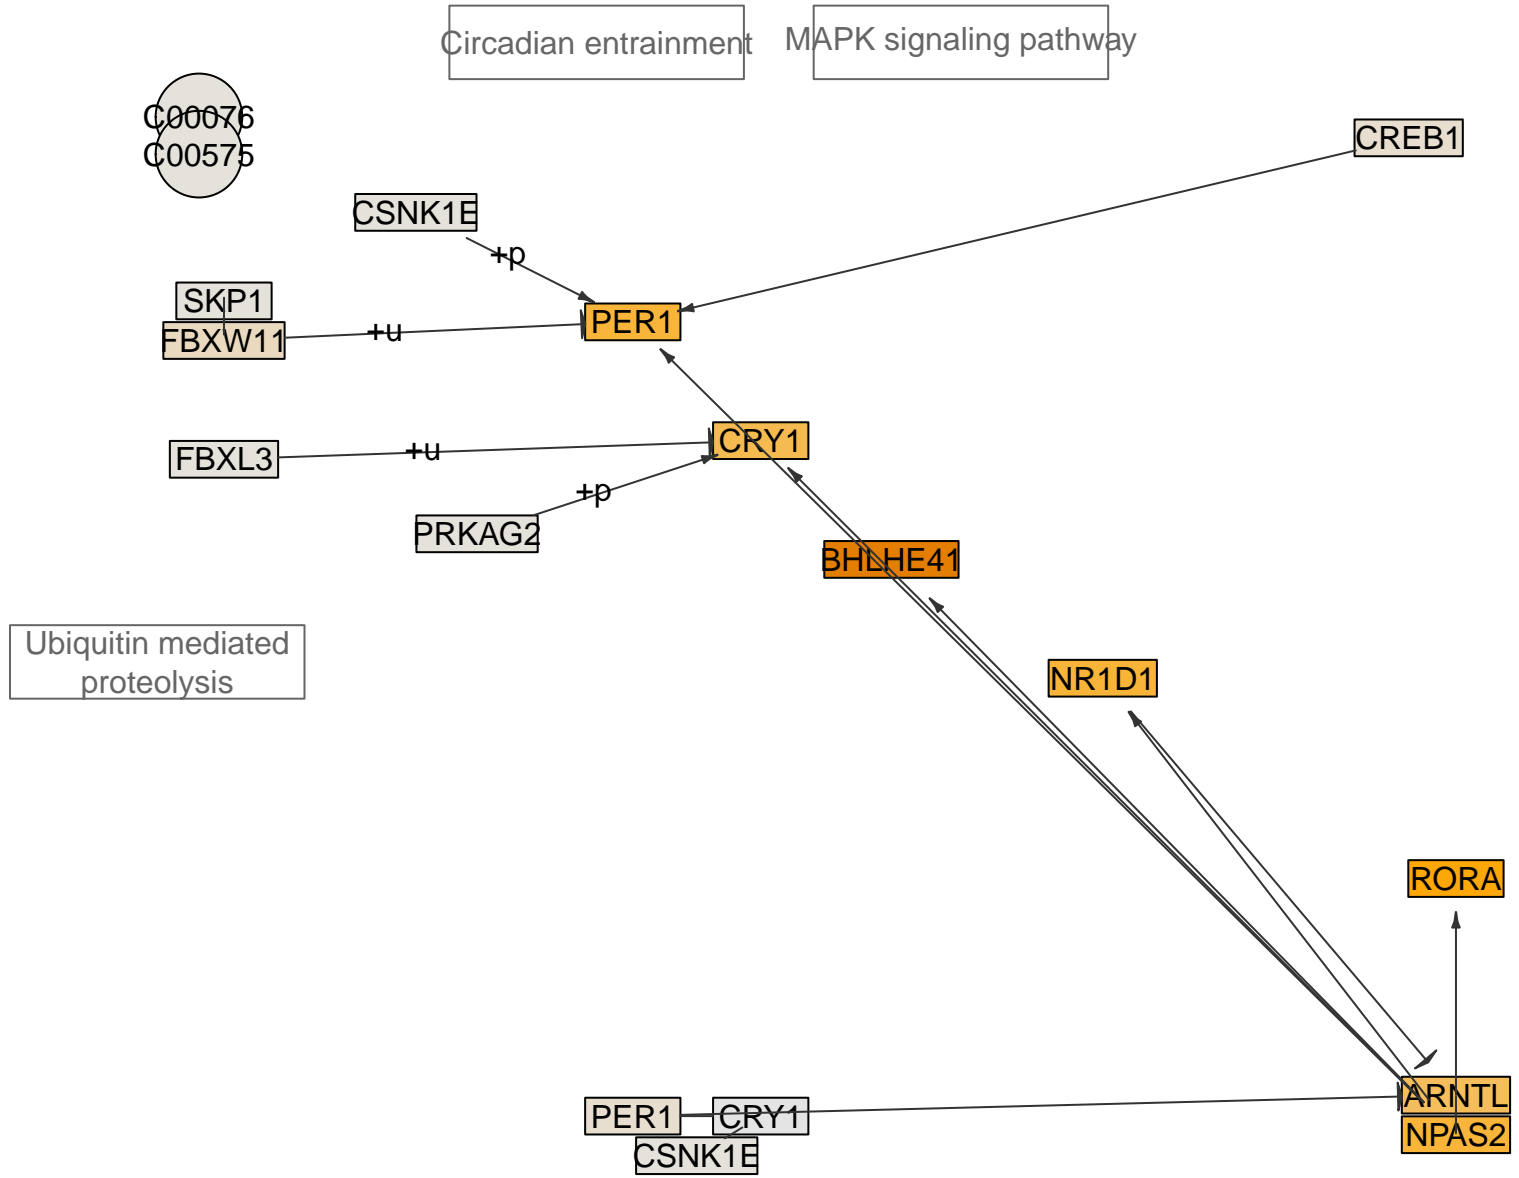 Circadian entrainment
MAPK signaling pathway
C00076
C00575
CREB1
CSNK1E
+p
SKP1
FBXW11
+u
PER1
FBXL3
+u
CRY1
+p
PRKAG2
BHLHE41
Ubiquitin mediated
proteolysis
NR1D1
RORA
ARNTL
NPAS2
PER1
CRY1
CSNK1E